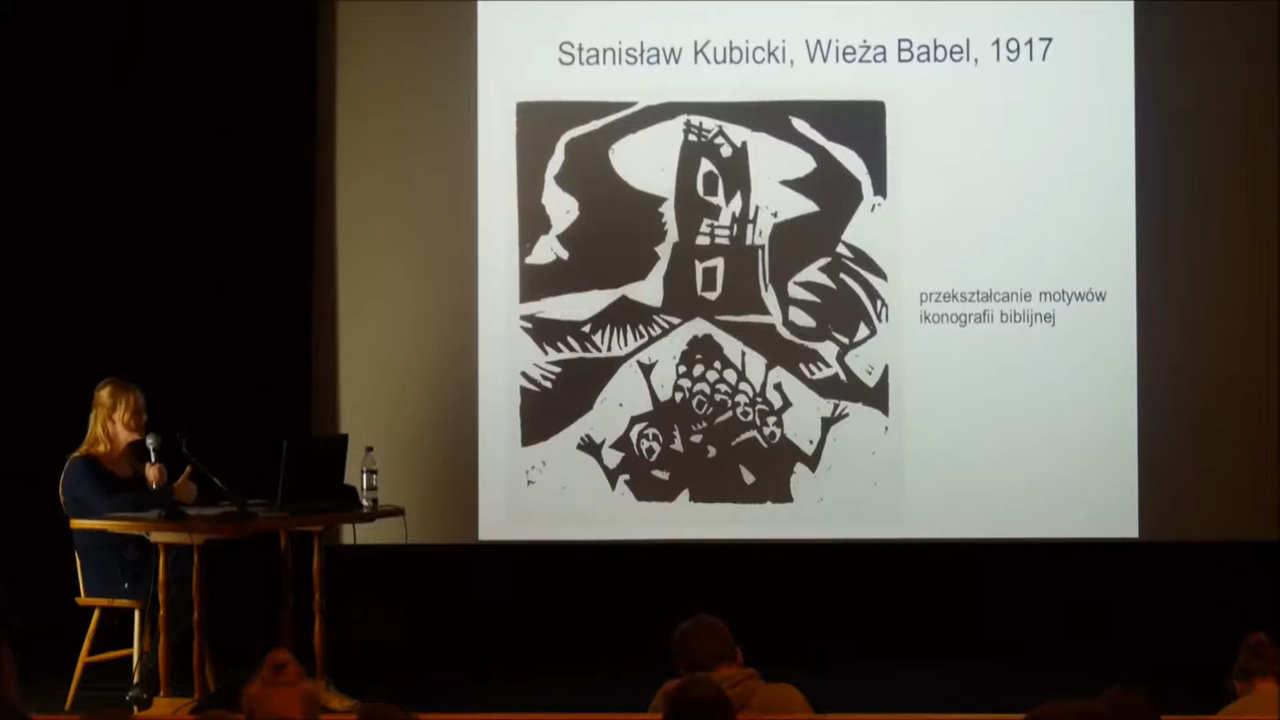 Stanisław Kubicki, Wieża Babel, 1917
przekształcanie motywów
ikonografii biblijnej